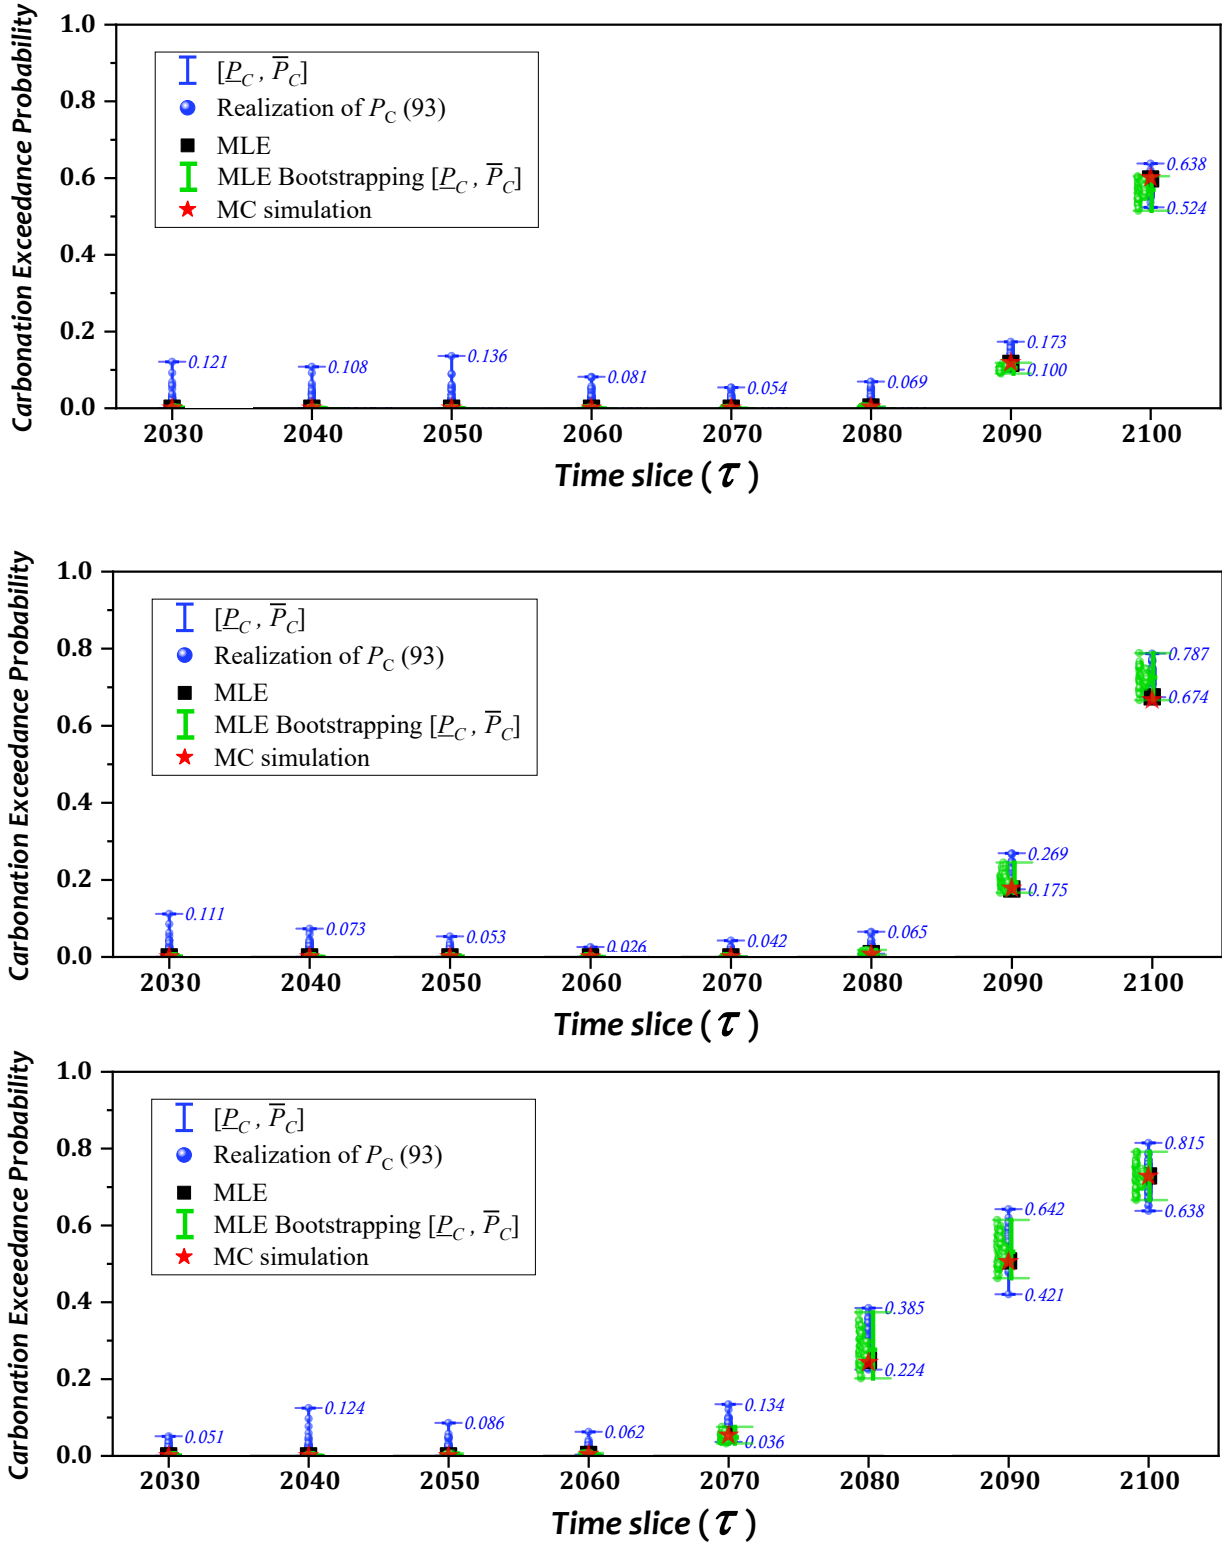 Carbonation Exceedance Probability
1.0
0.8
0.6
0.4
0.2
0.0
[P_C , P̅_C]
Realization of P_C (93)
MLE
MLE Bootstrapping [P_C , P̅_C]
MC simulation
0.121
0.108
0.136
0.081
0.054
0.069
0.173
0.100
0.638
0.524
2030 2040 2050 2060 2070 2080 2090 2100
Time slice ( τ )
Carbonation Exceedance Probability
1.0
0.8
0.6
0.4
0.2
0.0
[P_C , P̅_C]
Realization of P_C (93)
MLE
MLE Bootstrapping [P_C , P̅_C]
MC simulation
0.111
0.073
0.053
0.026
0.042
0.065
0.269
0.175
0.787
0.674
2030 2040 2050 2060 2070 2080 2090 2100
Time slice ( τ )
Carbonation Exceedance Probability
1.0
0.8
0.6
0.4
0.2
0.0
[P_C , P̅_C]
Realization of P_C (93)
MLE
MLE Bootstrapping [P_C , P̅_C]
MC simulation
0.051
0.124
0.086
0.062
0.134
0.036
0.385
0.224
0.642
0.421
0.815
0.638
2030 2040 2050 2060 2070 2080 2090 2100
Time slice ( τ )